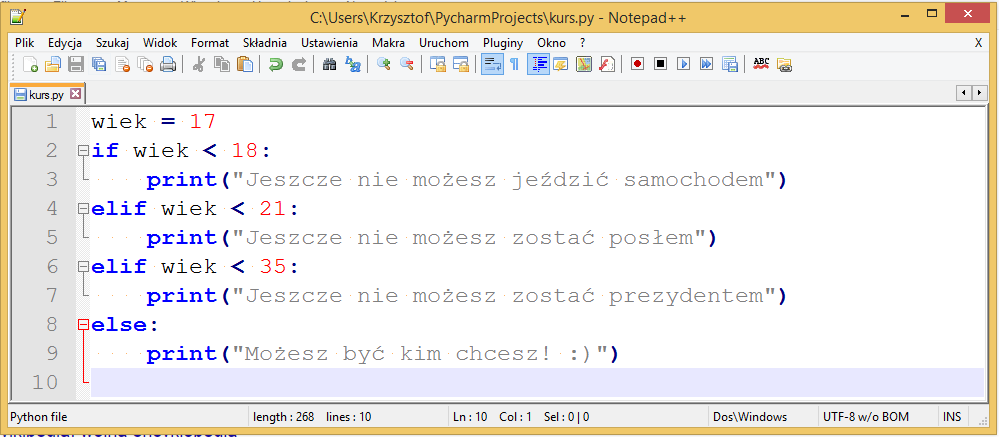 C:\Users\Krzysztof\PycharmProjects\kurs.py - Notepad++
Plik Edycja Szukaj Widok Format Składnia Ustawienia Makra Uruchom Pluginy Okno ? X
ABC
kurs.py
1 wiek = 17
2 if wiek < 18:
3 print("Jeszcze nie możesz jeździć samochodem")
4 elif wiek < 21:
5 print("Jeszcze nie możesz zostać posłem")
6 elif wiek < 35:
7 print("Jeszcze nie możesz zostać prezydentem")
8 else:
9 print("Możesz być kim chcesz! :)")
10
Python file length : 268 lines : 10 Ln : 10 Col : 1 Sel : 0 | 0 Dos\Windows UTF-8 w/o BOM INS